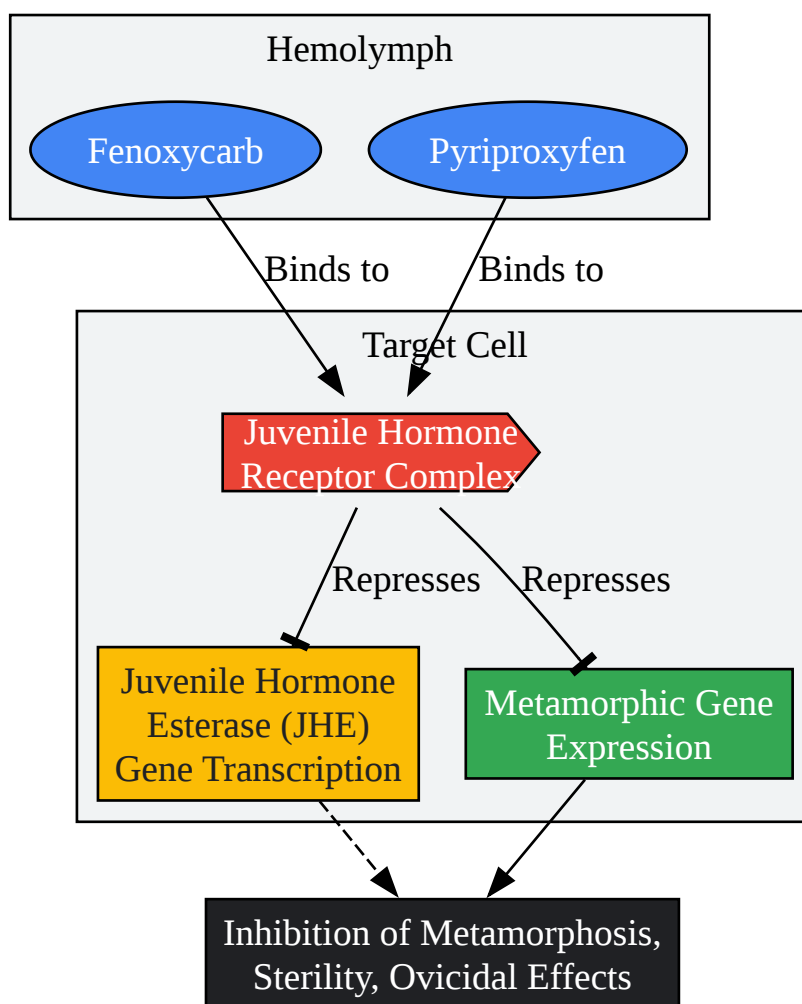 Hemolymph
Fenoxycarb
Pyriproxyfen
Binds to
Binds to
Target Cell
Juvenile Hormone
Receptor Complex
Represses
Represses
Juvenile Hormone
Esterase (JHE)
Gene Transcription
Metamorphic Gene
Expression
Inhibition of Metamorphosis,
Sterility, Ovicidal Effects